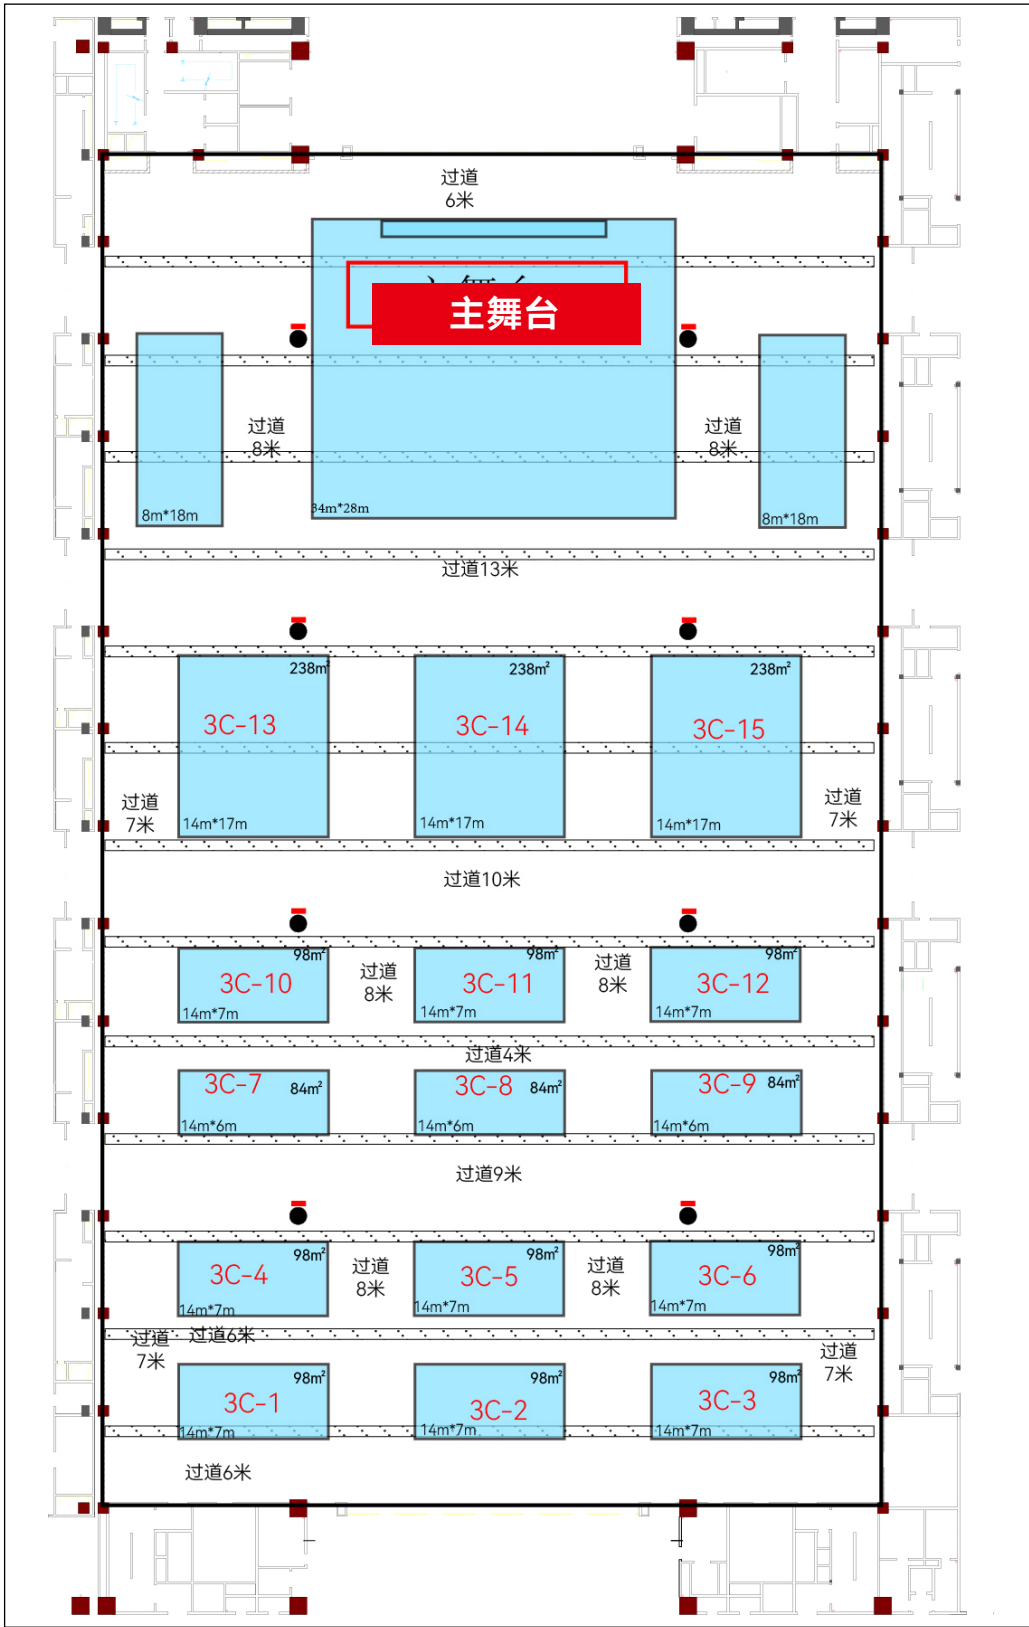 过道
6米
主舞台
过道
8米
过道
8米
8m*18m
34m*28m
8m*18m
过道13米
238㎡
238㎡
238㎡
3C-13
3C-14
3C-15
过道
7米
过道
7米
14m*17m
14m*17m
14m*17m
过道10米
98㎡
98㎡
98㎡
3C-10
过道
8米
3C-11
过道
8米
3C-12
14m*7m
14m*7m
14m*7m
过道4米
3C-7
84㎡
3C-8
84㎡
3C-9
84㎡
14m*6m
14m*6m
14m*6m
过道9米
98㎡
98㎡
98㎡
3C-4
过道
8米
3C-5
过道
8米
3C-6
14m*7m
14m*7m
14m*7m
过道
7米
过道6米
过道
7米
98㎡
98㎡
98㎡
3C-1
3C-2
3C-3
14m*7m
14m*7m
14m*7m
过道6米